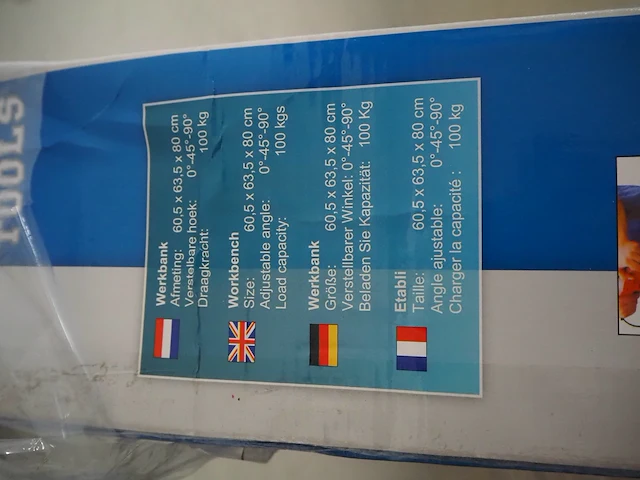 TOOLS
Werkbank
Afmeting: 60,5 x 63,5 x 80 cm
Verstelbare hoek: 0°-45°-90°
Draagkracht: 100 kg
Workbench
Size: 60,5 x 63,5 x 80 cm
Adjustable angle: 0°-45°-90°
Load capacity: 100 kgs
Werkbank
Größe: 60,5 x 63,5 x 80 cm
Verstellbarer Winkel: 0°-45°-90°
Beladen Sie Kapazität: 100 Kg
Etabli
Taille: 60,5 x 63,5 x 80 cm
Angle ajustable: 0°-45°-90°
Charger la capacité : 100 kg